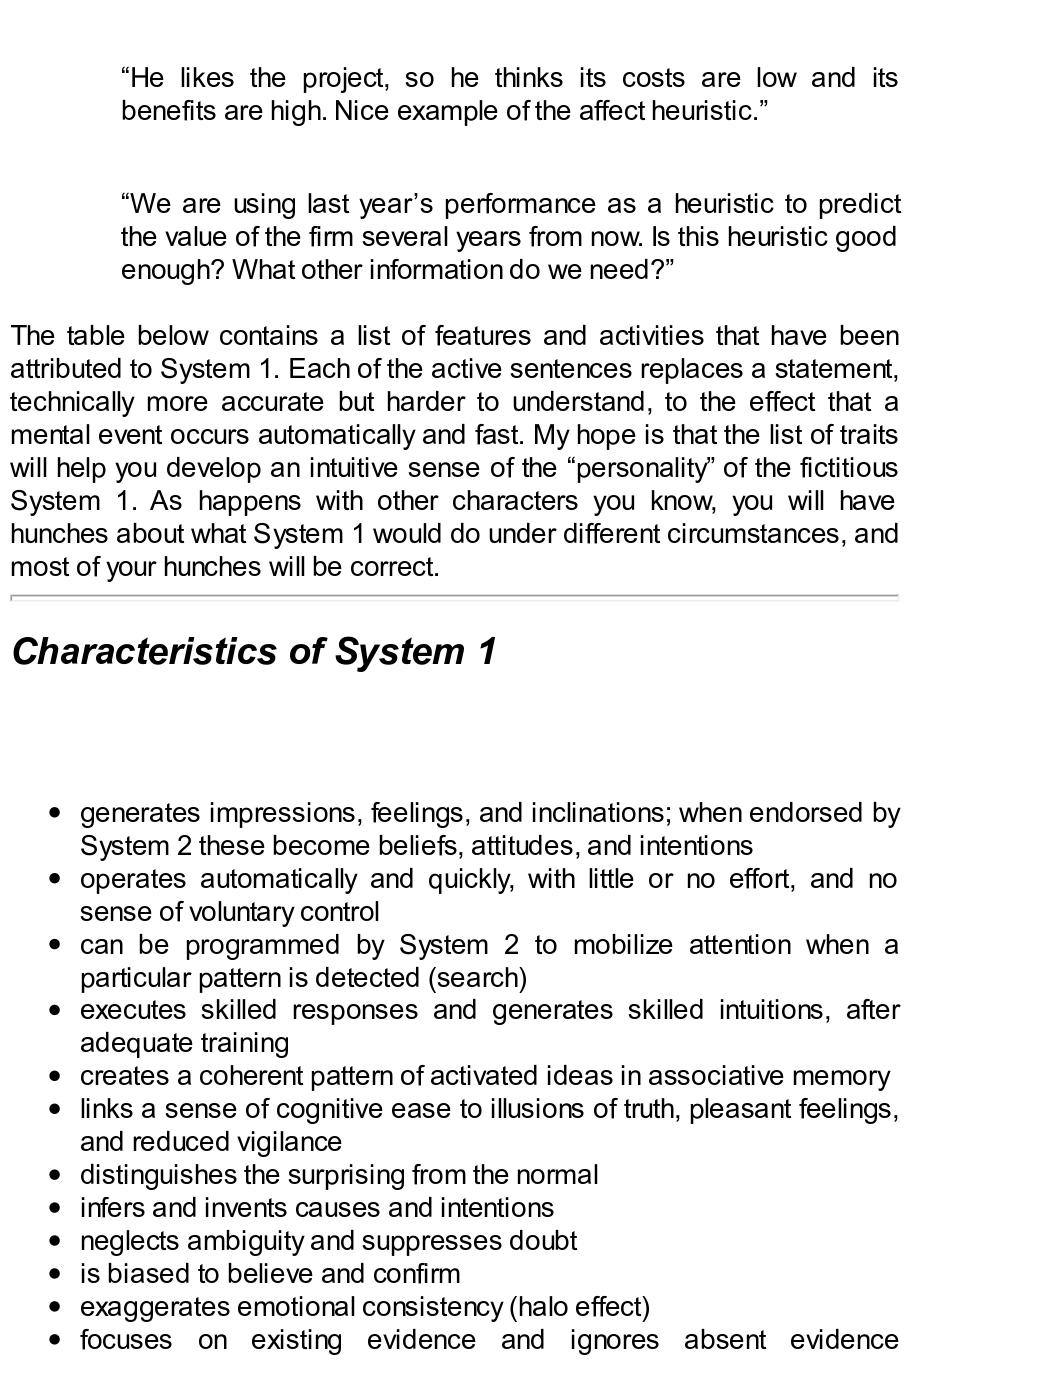 “He likes the project, so he thinks its costs are low and its
benefits are high. Nice example of the affect heuristic.”
“We are using last year’s performance as a heuristic to predict
the value of the firm several years from now. Is this heuristic good
enough? What other information do we need?”
The table below contains a list of features and activities that have been
attributed to System 1. Each of the active sentences replaces a statement,
technically more accurate but harder to understand, to the effect that a
mental event occurs automatically and fast. My hope is that the list of traits
will help you develop an intuitive sense of the “personality” of the fictitious
System 1. As happens with other characters you know, you will have
hunches about what System 1 would do under different circumstances, and
most of your hunches will be correct.
Characteristics of System 1
• generates impressions, feelings, and inclinations; when endorsed by
System 2 these become beliefs, attitudes, and intentions
• operates automatically and quickly, with little or no effort, and no
sense of voluntary control
• can be programmed by System 2 to mobilize attention when a
particular pattern is detected (search)
• executes skilled responses and generates skilled intuitions, after
adequate training
• creates a coherent pattern of activated ideas in associative memory
• links a sense of cognitive ease to illusions of truth, pleasant feelings,
and reduced vigilance
• distinguishes the surprising from the normal
• infers and invents causes and intentions
• neglects ambiguity and suppresses doubt
• is biased to believe and confirm
• exaggerates emotional consistency (halo effect)
• focuses on existing evidence and ignores absent evidence